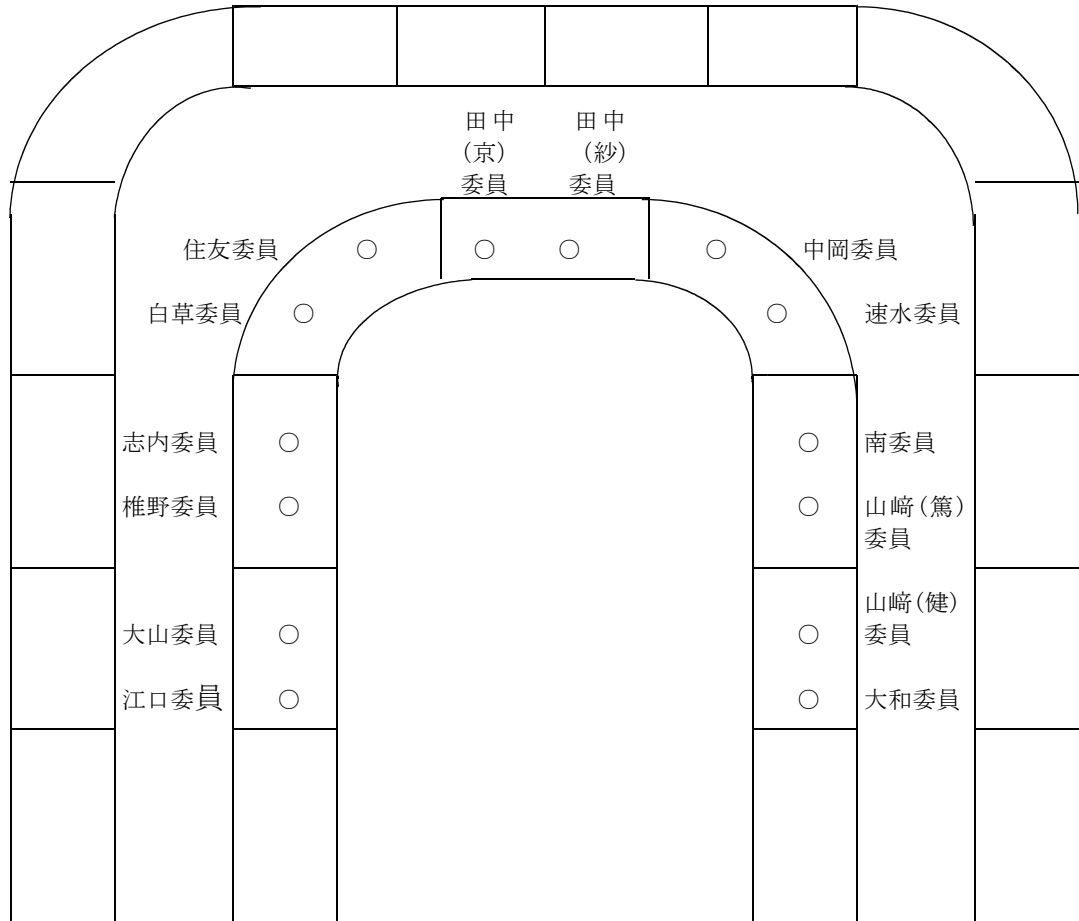 田中
(京)
委員
田中
(紗)
委員
住友委員
○
○
○
○
中岡委員
白草委員
○
○
速水委員
志内委員
○
○
南委員
椎野委員
○
○
山﨑(篤)
委員
大山委員
○
○
山﨑(健)
委員
江口委員
○
○
大和委員